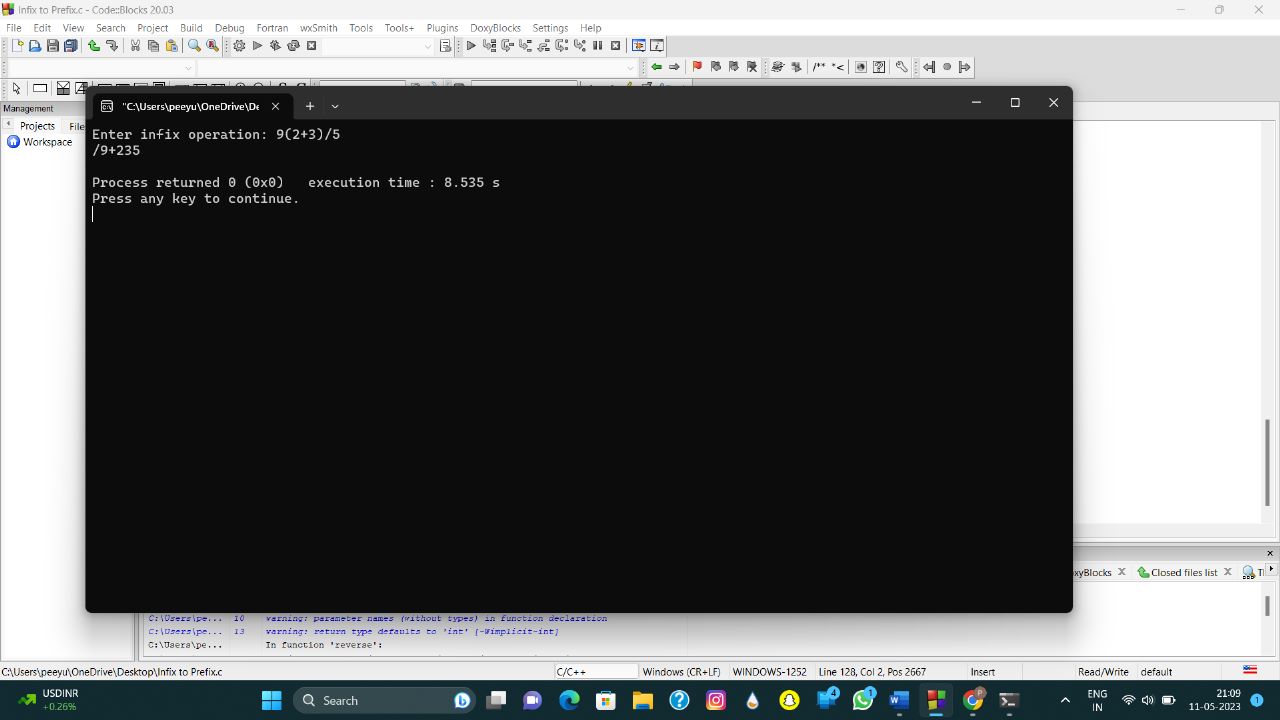 Infix to Prefix.c - Code::Blocks 20.03
File Edit View Search Project Build Debug Fortran wxSmith Tools Tools+ Plugins DoxyBlocks Settings Help
/** *<
Management
Projects File
Workspace
"C:\Users\peeyu\OneDrive\De
Enter infix operation: 9(2+3)/5
/9+235
Process returned 0 (0x0) execution time : 8.535 s
Press any key to continue.
xyBlocks Closed files list
C:\Users\pe... 10 warning: parameter names (without types) in function declaration
C:\Users\pe... 13 warning: return type defaults to 'int' [-Wimplicit-int]
C:\Users\pe... In function 'reverse':
C:\Users\peeyu\OneDrive\Desktop\Infix to Prefix.c C/C++ Windows (CR+LF) WINDOWS-1252 Line 128, Col 2, Pos 2667 Insert Read/Write default
USDINR
+0.26%
Search
4
1
P
ENG
IN
21:09
11-05-2023
1